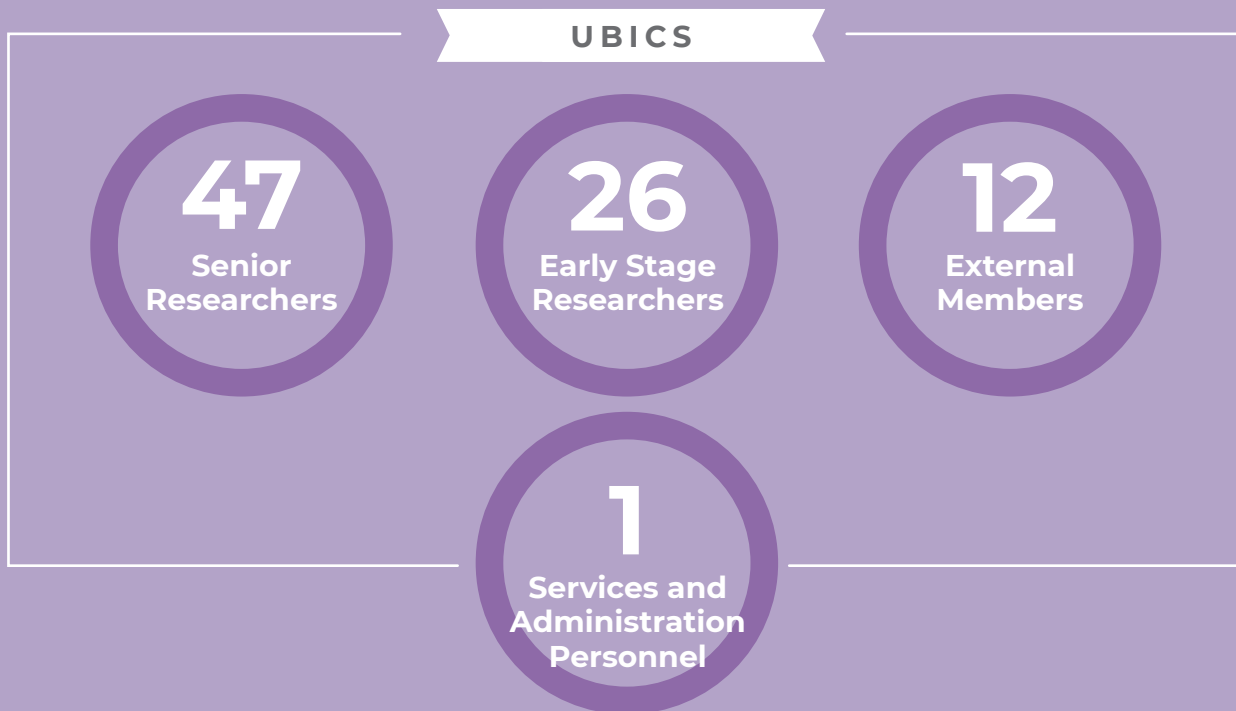 UBICS
47
Senior
Researchers
26
Early Stage
Researchers
12
External
Members
1
Services and
Administration
Personnel